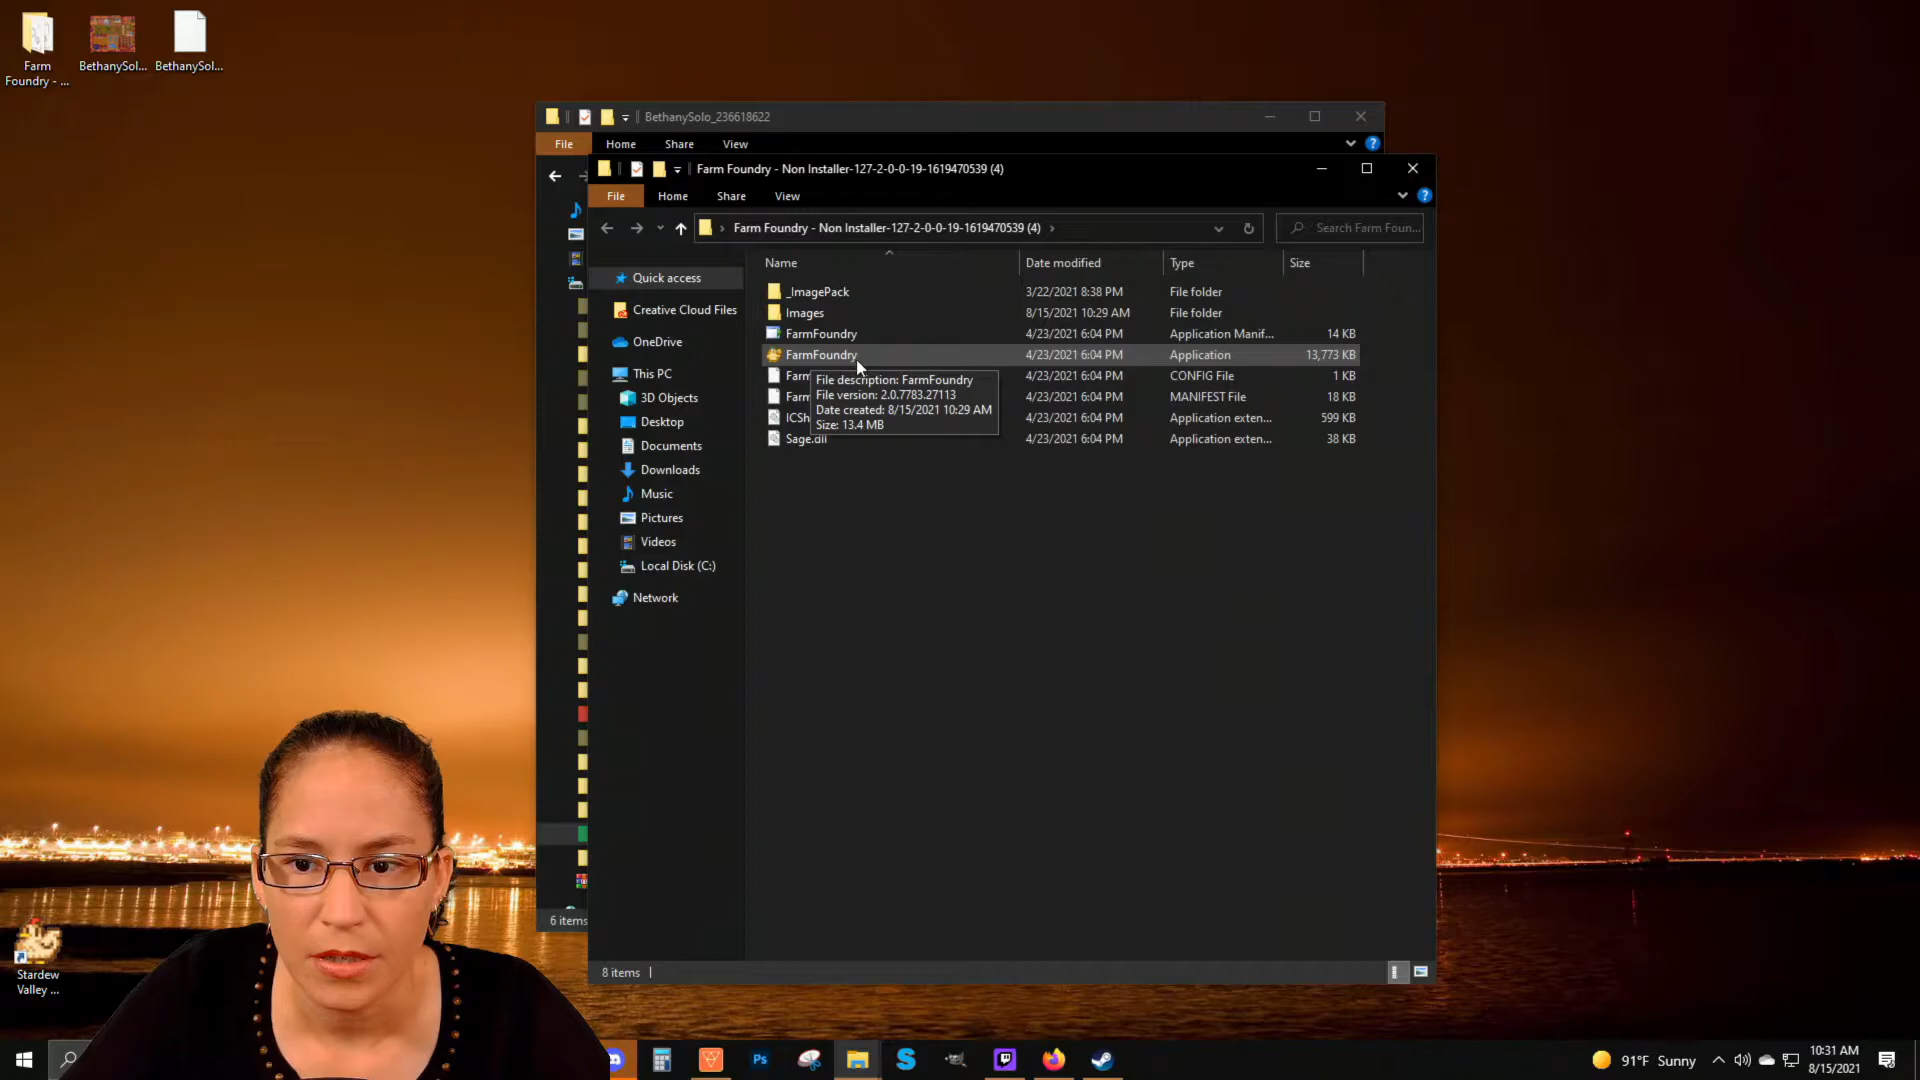 Farm
Foundry - ...
BethanySol...
BethanySol...
BethanySolo_236618622
File
Home
Share
View
Farm Foundry - Non Installer-127-2-0-0-19-1619470539 (4)
File
Home
Share
View
Farm Foundry - Non Installer-127-2-0-0-19-1619470539 (4)
Search Farm Foun...
Name
Date modified
Type
Size
Quick access
Creative Cloud Files
OneDrive
This PC
3D Objects
Desktop
Documents
Downloads
Music
Pictures
Videos
Local Disk (C:)
Network
_ImagePack
3/22/2021 8:38 PM
File folder
Images
8/15/2021 10:29 AM
File folder
FarmFoundry
4/23/2021 6:04 PM
Application Manif...
14 KB
FarmFoundry
4/23/2021 6:04 PM
Application
13,773 KB
Farm
4/23/2021 6:04 PM
CONFIG File
1 KB
Farm
4/23/2021 6:04 PM
MANIFEST File
18 KB
ICSh
4/23/2021 6:04 PM
Application exten...
599 KB
Sage.dll
4/23/2021 6:04 PM
Application exten...
38 KB
File description: FarmFoundry
File version: 2.0.7783.27113
Date created: 8/15/2021 10:29 AM
Size: 13.4 MB
6 items
8 items
Stardew
Valley ...
Ps
91°F Sunny
10:31 AM
8/15/2021